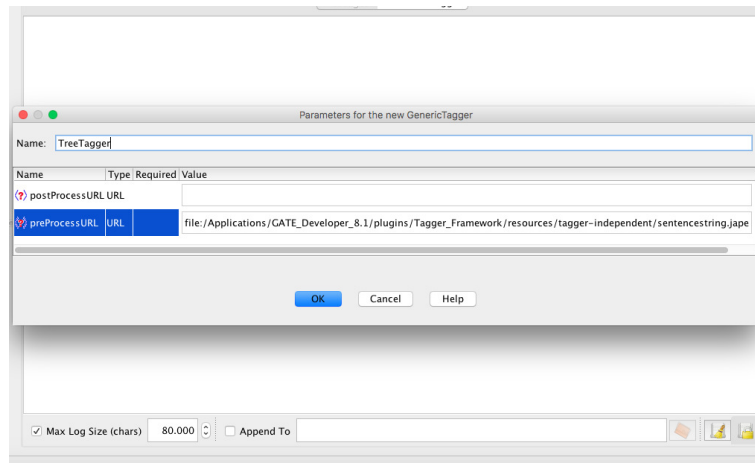 Parameters for the new GenericTagger
Name: TreeTagger
Name Type Required Value
(?) postProcessURL URL
(?) preProcessURL URL file:/Applications/GATE_Developer_8.1/plugins/Tagger_Framework/resources/tagger-independent/sentencestring.jape
OK Cancel Help
Max Log Size (chars) 80.000 Append To